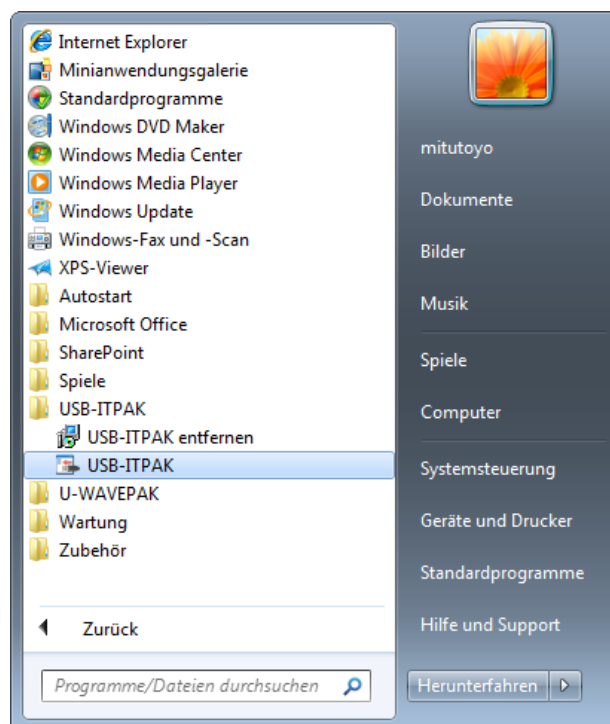 Internet Explorer
Minianwendungsgalerie
Standardprogramme
Windows DVD Maker
Windows Media Center
Windows Media Player
Windows Update
Windows-Fax und -Scan
XPS-Viewer
Autostart
Microsoft Office
SharePoint
Spiele
USB-ITPAK
USB-ITPAK entfernen
USB-ITPAK
U-WAVEPAK
Wartung
Zubehör
Zurück
Programme/Dateien durchsuchen
mitutoyo
Dokumente
Bilder
Musik
Spiele
Computer
Systemsteuerung
Geräte und Drucker
Standardprogramme
Hilfe und Support
Herunterfahren